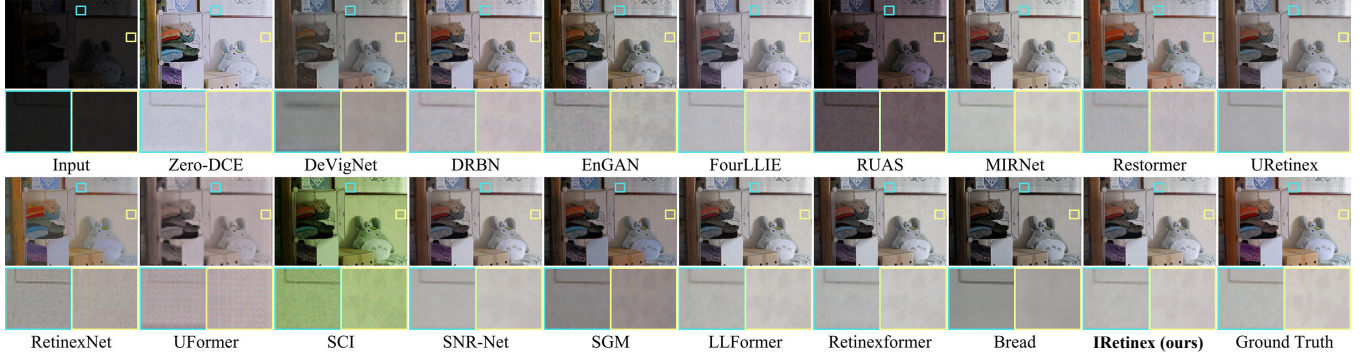 Input Zero-DCE DeVigNet DRBN EnGAN FourLLIE RUAS MIRNet Restormer URetinex
RetinexNet UFormer SCI SNR-Net SGM LLFormer Retinexformer Bread IRetinex (ours) Ground Truth